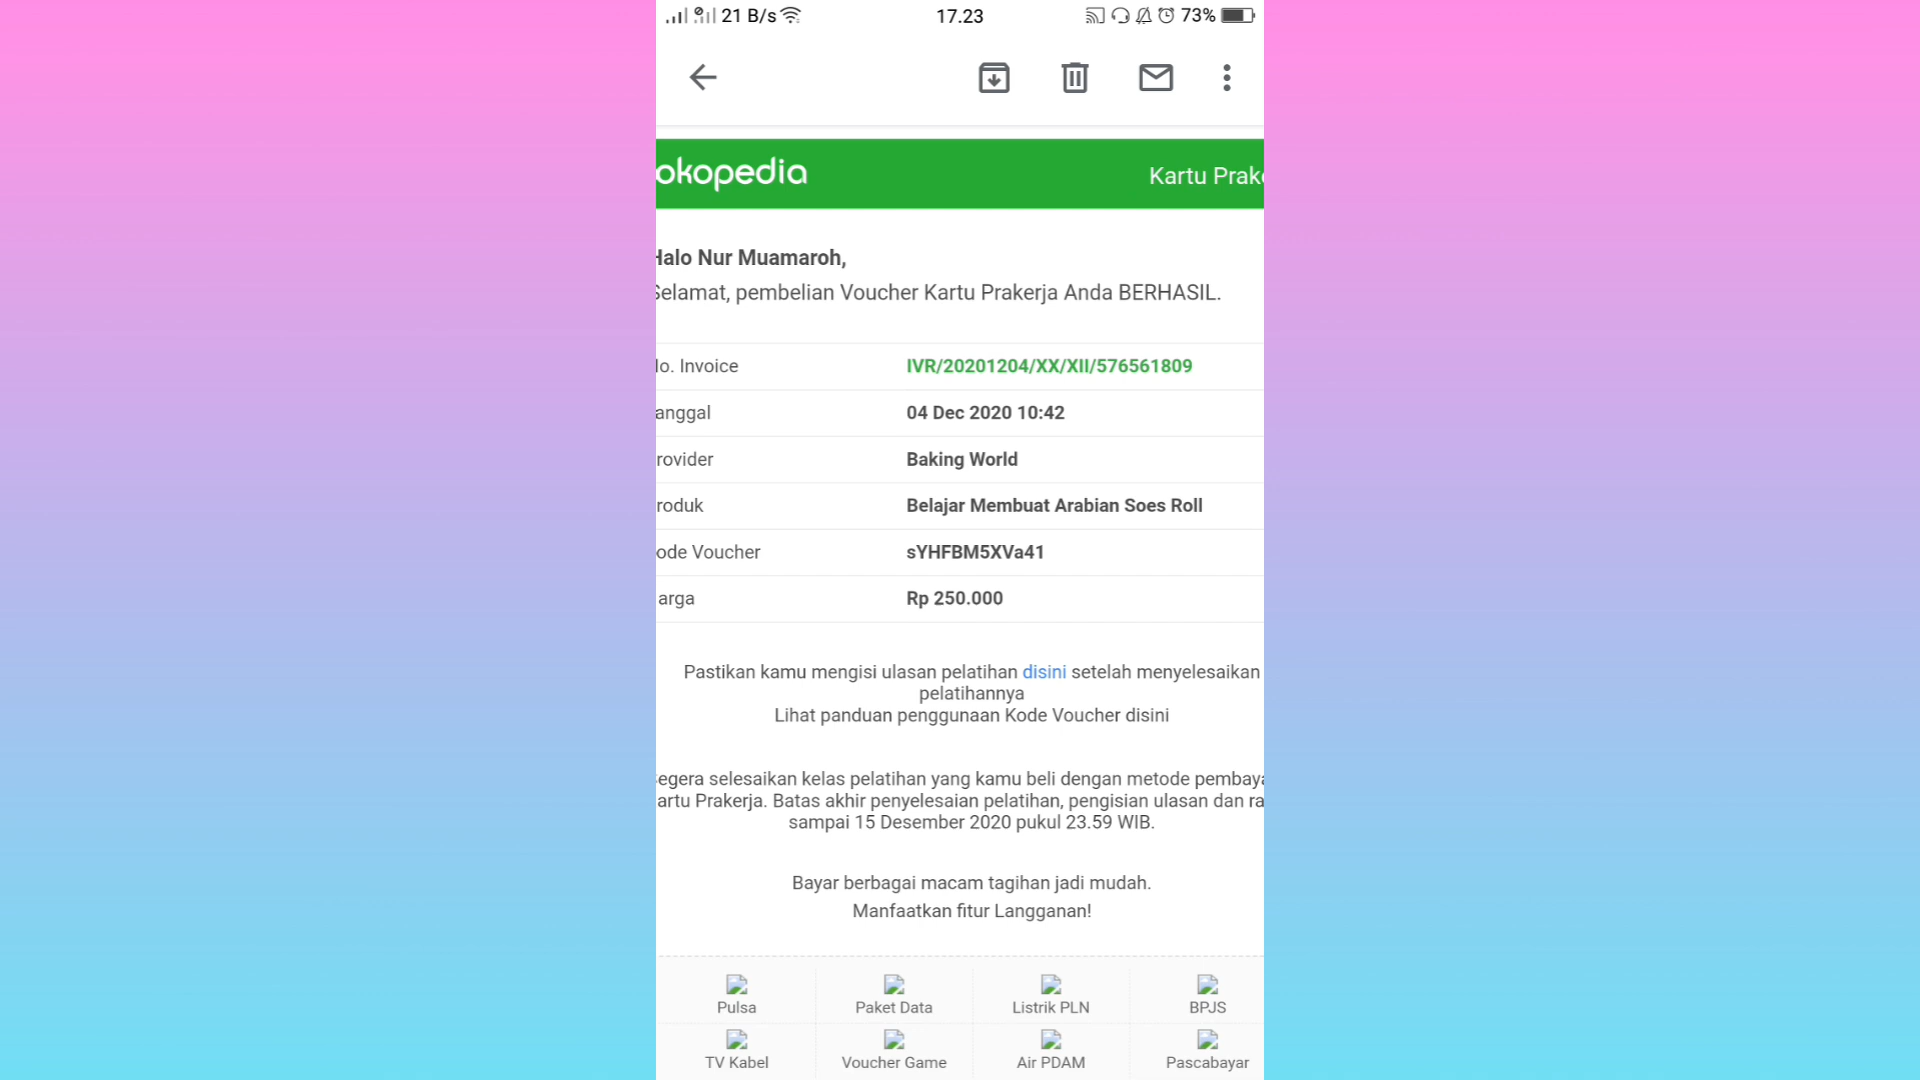 21 B/s 17.23 73%
okopedia Kartu Prake
Halo Nur Muamaroh,
Selamat, pembelian Voucher Kartu Prakerja Anda BERHASIL.
lo. Invoice IVR/20201204/XX/XII/576561809
anggal 04 Dec 2020 10:42
rovider Baking World
roduk Belajar Membuat Arabian Soes Roll
ode Voucher sYHFBM5XVa41
arga Rp 250.000
Pastikan kamu mengisi ulasan pelatihan disini setelah menyelesaikan
pelatihannya
Lihat panduan penggunaan Kode Voucher disini
egera selesaikan kelas pelatihan yang kamu beli dengan metode pembaya
artu Prakerja. Batas akhir penyelesaian pelatihan, pengisian ulasan dan ra
sampai 15 Desember 2020 pukul 23.59 WIB.
Bayar berbagai macam tagihan jadi mudah.
Manfaatkan fitur Langganan!
Pulsa Paket Data Listrik PLN BPJS
TV Kabel Voucher Game Air PDAM Pascabayar